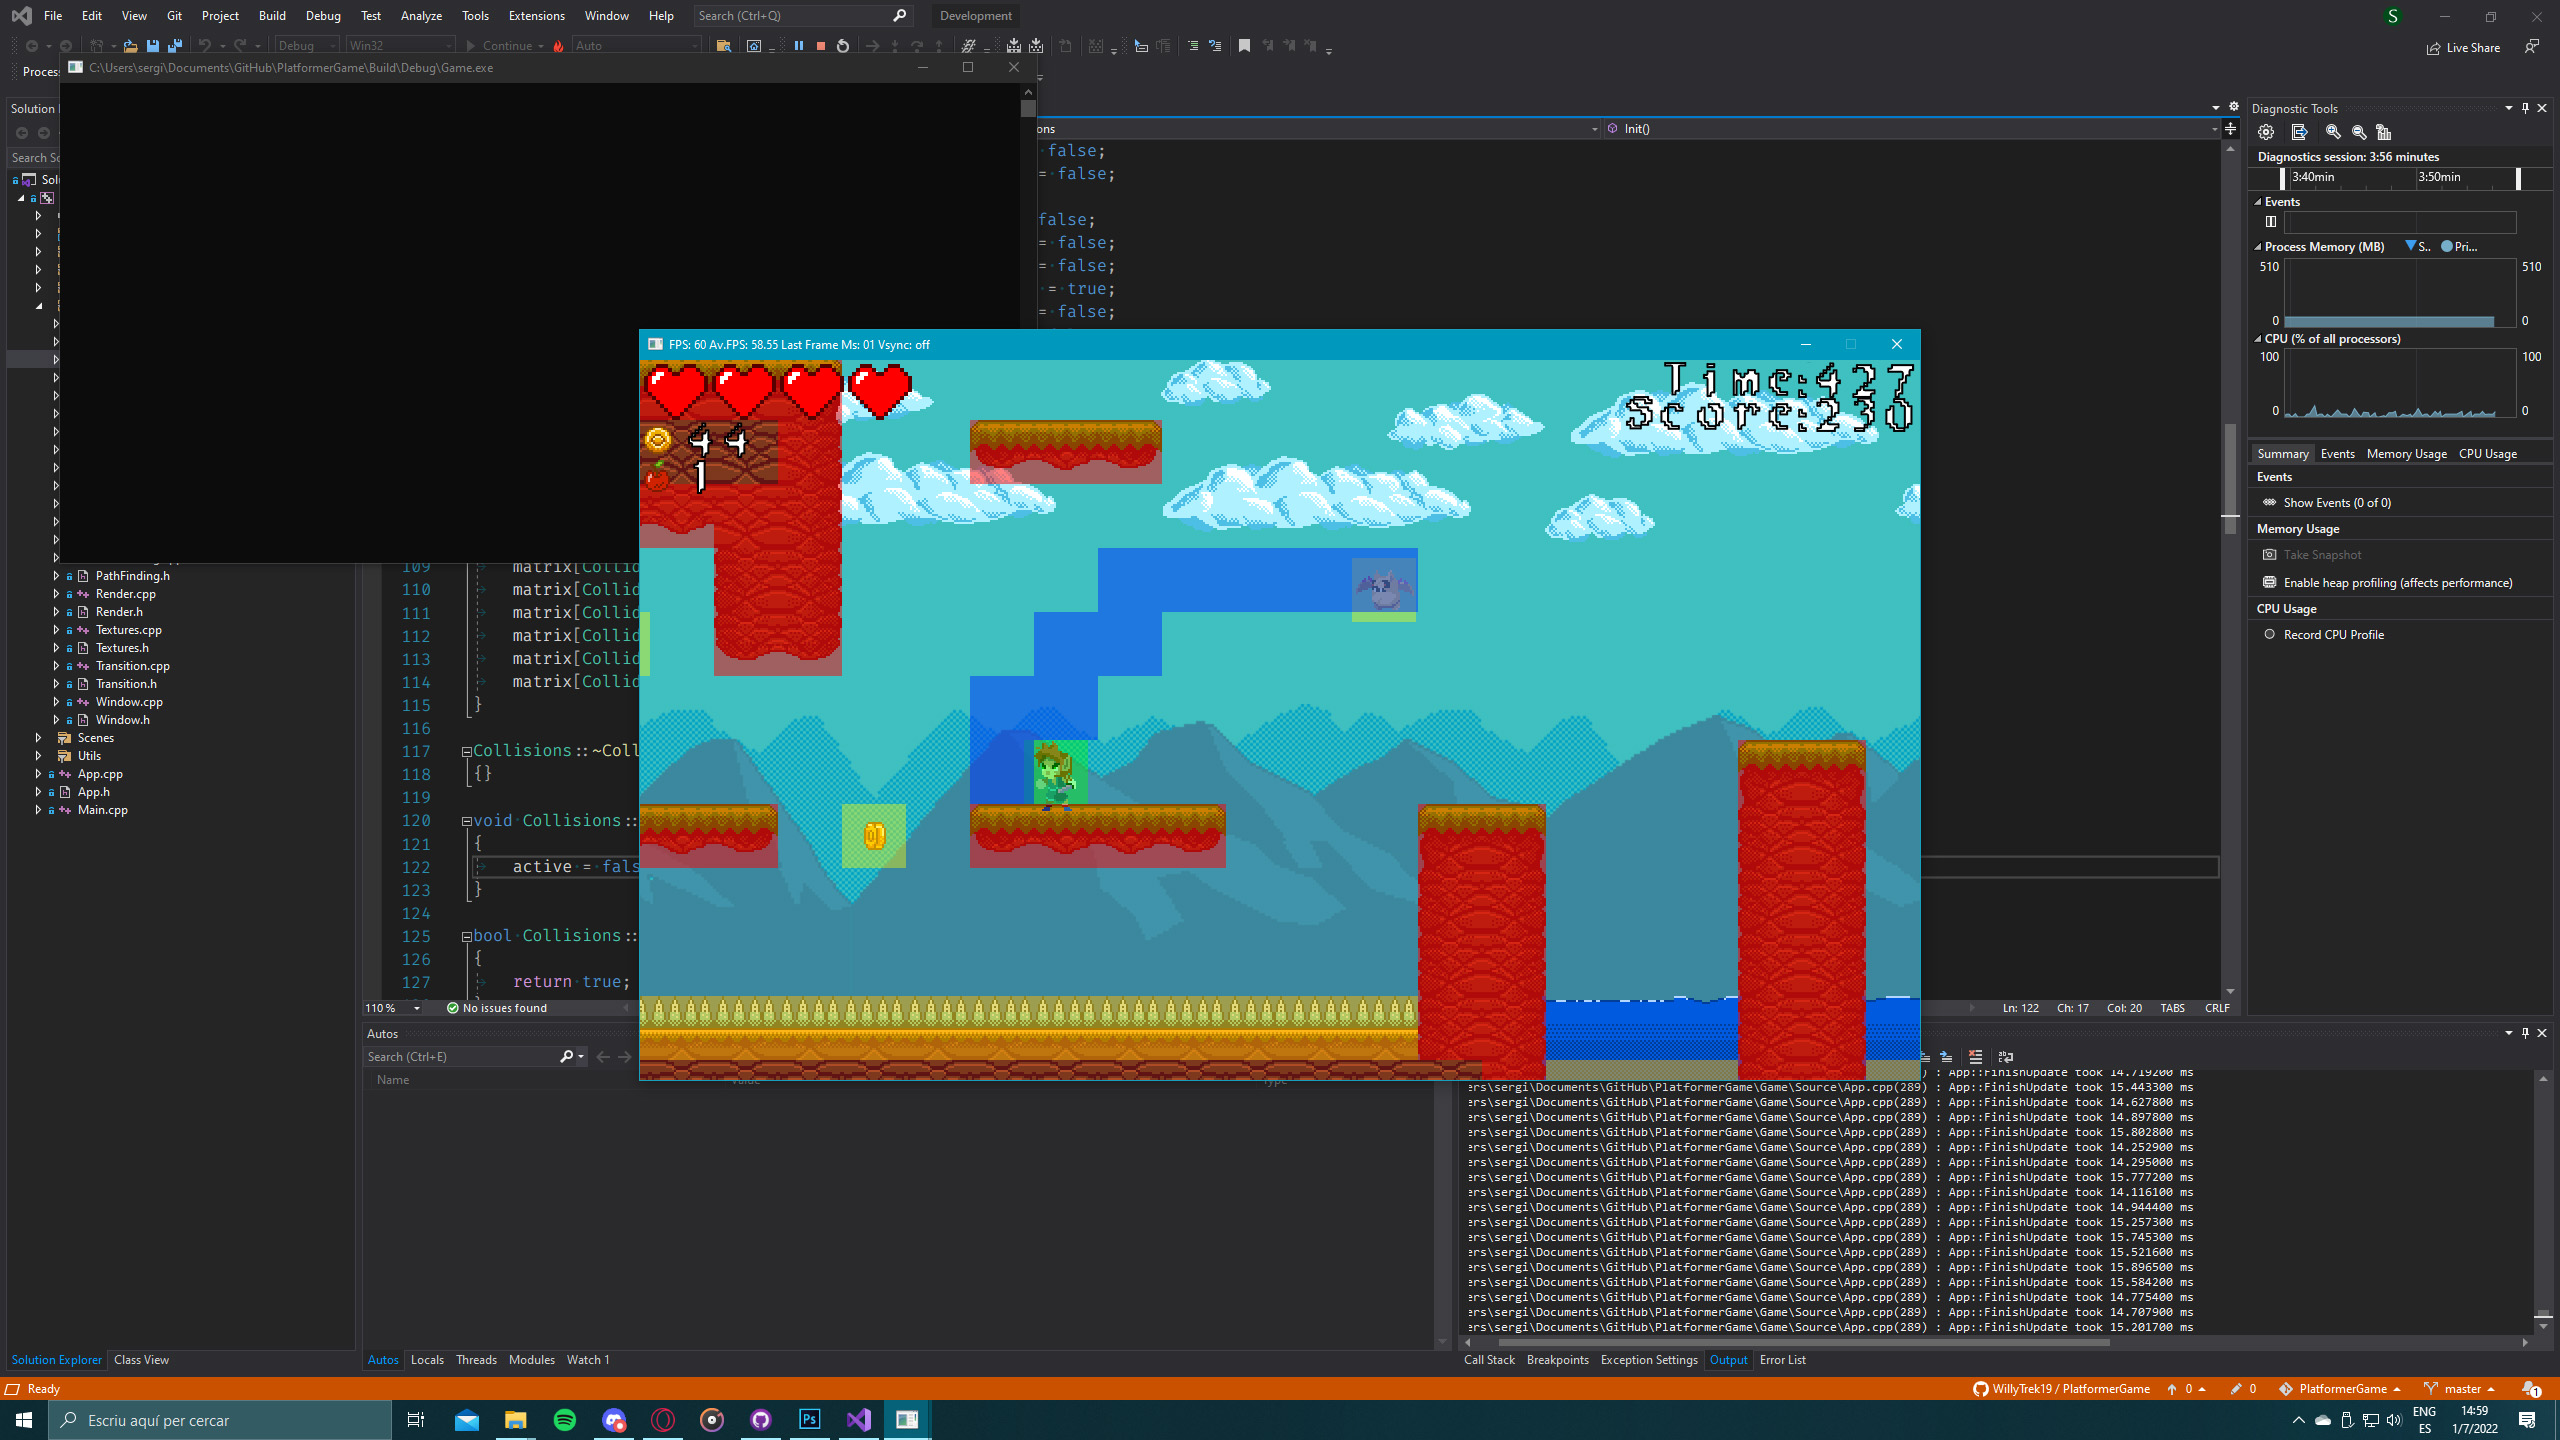 File Edit View Git Project Build Debug Test Analyze Tools Extensions Window Help Search (Ctrl+Q) Development S
Debug Win32 Continue Auto Live Share
C:\Users\sergi\Documents\GitHub\PlatformerGame\Build\Debug\Game.exe
Init()
false;
= false;
false;
= false;
= false;
= true;
= false;
FPS: 60 Av.FPS: 58.55 Last Frame Ms: 01 Vsync: off
Time:427
Score:230
44
1
PathFinding.h
Render.cpp
Render.h
Textures.cpp
Textures.h
Transition.cpp
Transition.h
Window.cpp
Window.h
Scenes
Utils
App.cpp
App.h
Main.cpp
109 matrix[Collid
110 matrix[Collid
111 matrix[Collid
112 matrix[Collid
113 matrix[Collid
114 matrix[Collid
115 }
116
117 Collisions::~Coll
118 {}
119
120 void Collisions::
121 {
122 active = fals
123 }
124
125 bool Collisions::
126 {
127 return true;
110 % No issues found Ln: 122 Ch: 17 Col: 20 TABS CRLF
Autos
Search (Ctrl+E)
Name Value Type
Autos Locals Threads Modules Watch 1
Solution Explorer Class View
Diagnostic Tools
Diagnostics session: 3:56 minutes
3:40min 3:50min
Events
Process Memory (MB) S.. Pri...
510 510
0 0
CPU (% of all processors)
100 100
0 0
Summary Events Memory Usage CPU Usage
Events
Show Events (0 of 0)
Memory Usage
Take Snapshot
Enable heap profiling (affects performance)
CPU Usage
Record CPU Profile
) : App::FinishUpdate took 14.719200 ms
ers\sergi\Documents\GitHub\PlatformerGame\Game\Source\App.cpp(289) : App::FinishUpdate took 15.443300 ms
ers\sergi\Documents\GitHub\PlatformerGame\Game\Source\App.cpp(289) : App::FinishUpdate took 14.627800 ms
ers\sergi\Documents\GitHub\PlatformerGame\Game\Source\App.cpp(289) : App::FinishUpdate took 14.897800 ms
ers\sergi\Documents\GitHub\PlatformerGame\Game\Source\App.cpp(289) : App::FinishUpdate took 15.802800 ms
ers\sergi\Documents\GitHub\PlatformerGame\Game\Source\App.cpp(289) : App::FinishUpdate took 14.252900 ms
ers\sergi\Documents\GitHub\PlatformerGame\Game\Source\App.cpp(289) : App::FinishUpdate took 14.295000 ms
ers\sergi\Documents\GitHub\PlatformerGame\Game\Source\App.cpp(289) : App::FinishUpdate took 15.777200 ms
ers\sergi\Documents\GitHub\PlatformerGame\Game\Source\App.cpp(289) : App::FinishUpdate took 14.116100 ms
ers\sergi\Documents\GitHub\PlatformerGame\Game\Source\App.cpp(289) : App::FinishUpdate took 14.944400 ms
ers\sergi\Documents\GitHub\PlatformerGame\Game\Source\App.cpp(289) : App::FinishUpdate took 15.257300 ms
ers\sergi\Documents\GitHub\PlatformerGame\Game\Source\App.cpp(289) : App::FinishUpdate took 15.745300 ms
ers\sergi\Documents\GitHub\PlatformerGame\Game\Source\App.cpp(289) : App::FinishUpdate took 15.521600 ms
ers\sergi\Documents\GitHub\PlatformerGame\Game\Source\App.cpp(289) : App::FinishUpdate took 15.896500 ms
ers\sergi\Documents\GitHub\PlatformerGame\Game\Source\App.cpp(289) : App::FinishUpdate took 15.584200 ms
ers\sergi\Documents\GitHub\PlatformerGame\Game\Source\App.cpp(289) : App::FinishUpdate took 14.775400 ms
ers\sergi\Documents\GitHub\PlatformerGame\Game\Source\App.cpp(289) : App::FinishUpdate took 14.707900 ms
ers\sergi\Documents\GitHub\PlatformerGame\Game\Source\App.cpp(289) : App::FinishUpdate took 15.201700 ms
Call Stack Breakpoints Exception Settings Output Error List
Ready WillyTrek19 / PlatformerGame 0 0 PlatformerGame master 1
Escriu aquí per cercar Ps ENG 14:59
ES 1/7/2022